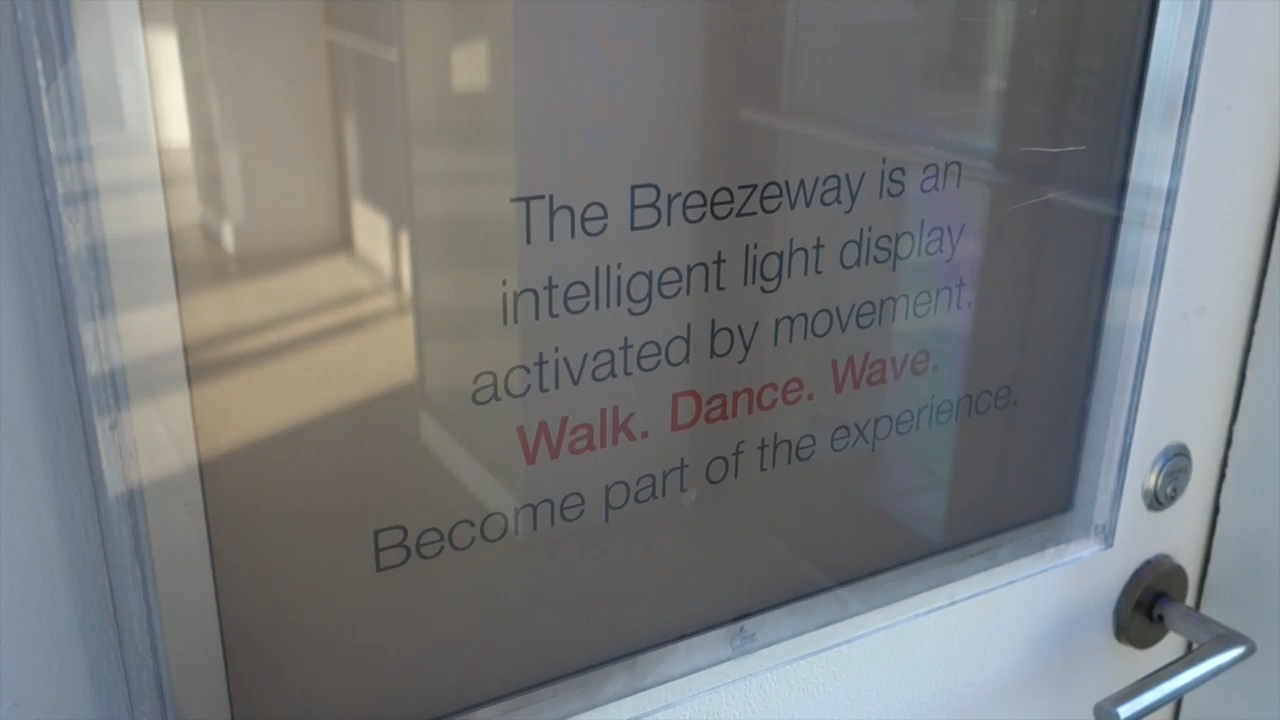 The Breezeway is an
intelligent light display
activated by movement.
Walk. Dance. Wave.
Become part of the experience.